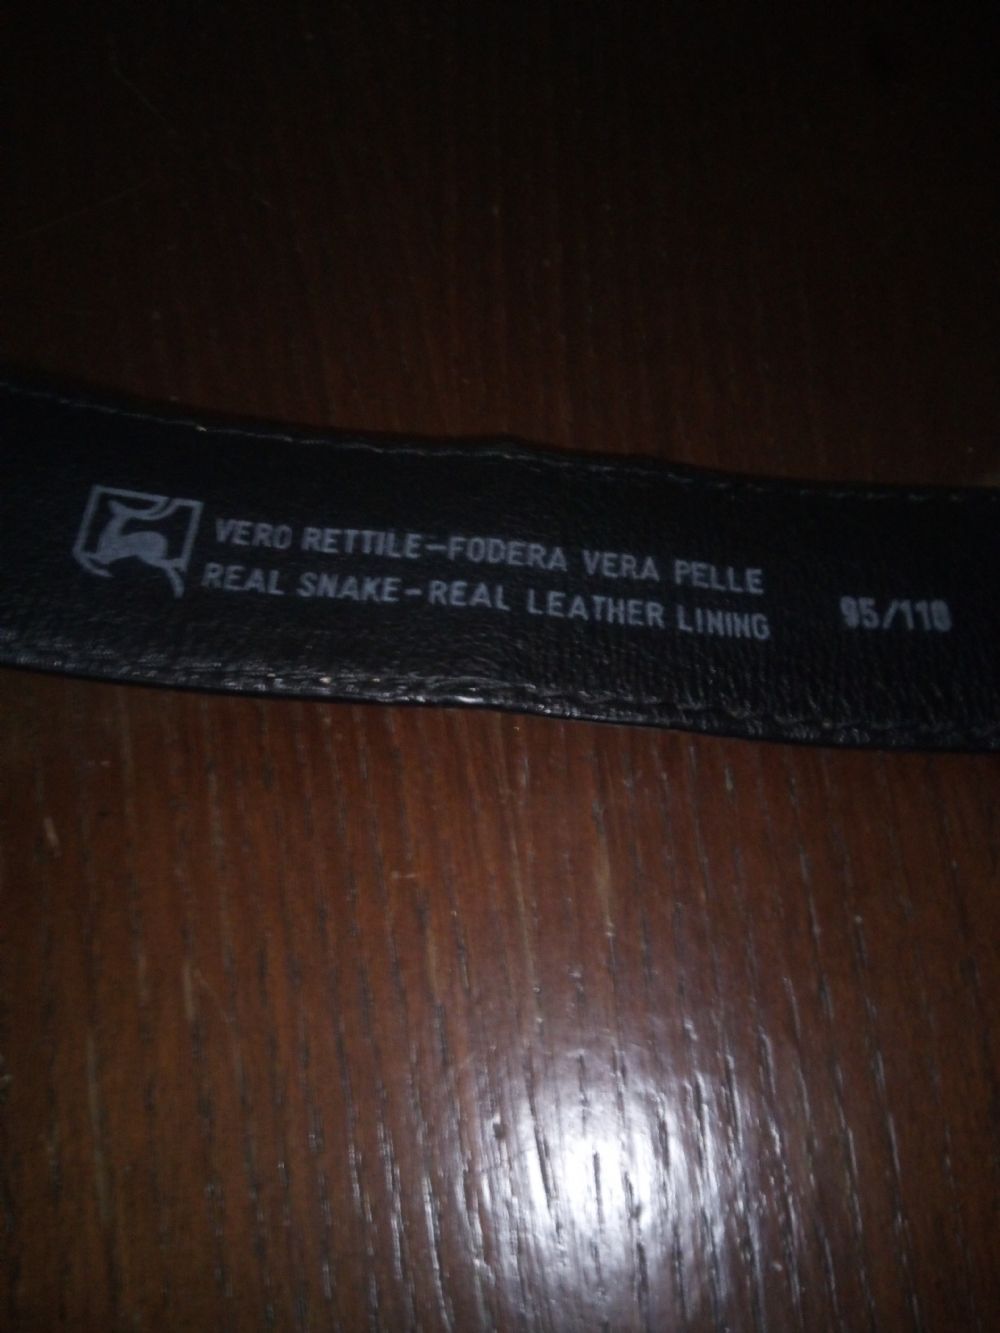 VERO RETTILE-FODERA VERA PELLE
REAL SNAKE-REAL LEATHER LINING
95/110